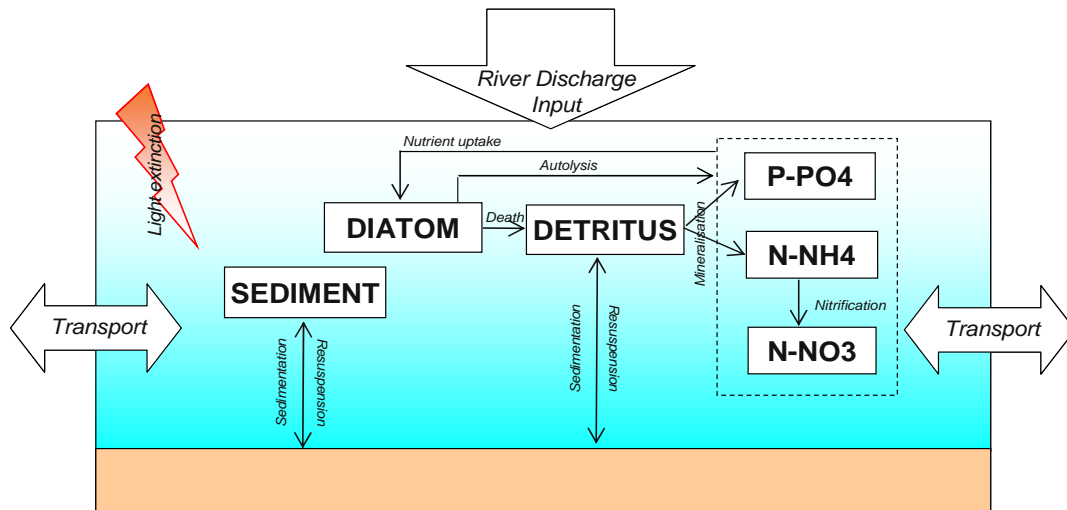 River Discharge
Input
Light extinction
Nutrient uptake
Autolysis
P-PO4
DIATOM
Death
DETRITUS
Mineralisation
N-NH4
SEDIMENT
Nitrification
Transport
Transport
N-NO3
Sedimentation
Resuspension
Sedimentation
Resuspension